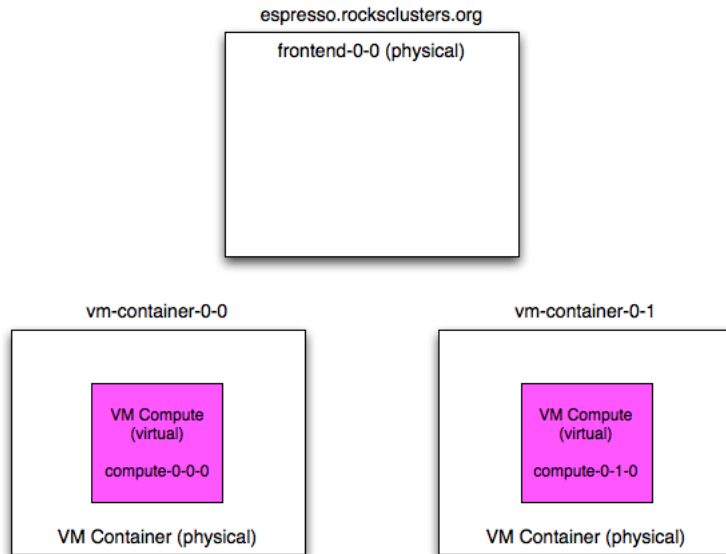 espresso.rocksclusters.org
frontend-0-0 (physical)
vm-container-0-0
VM Compute
(virtual)
compute-0-0-0
VM Container (physical)
vm-container-0-1
VM Compute
(virtual)
compute-0-1-0
VM Container (physical)